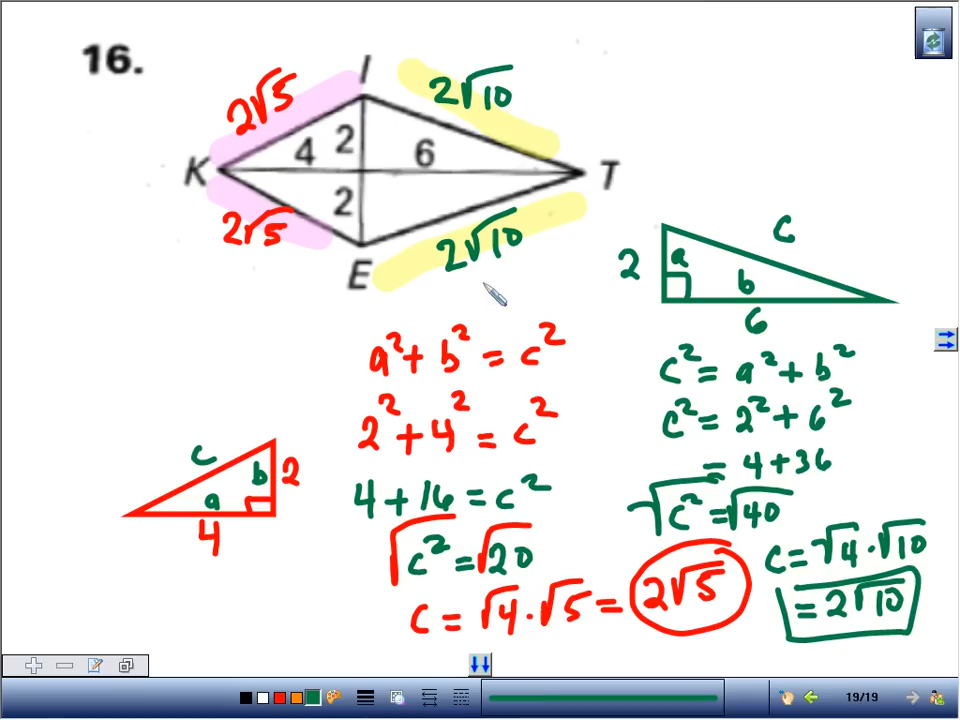 16.
I
2√5
2√10
4
2
6
K
T
2
2√5
2√10
E
C
2
a
b
6
a² + b² = c²
c² = a² + b²
2² + 4² = c²
c² = 2² + 6²
= 4 + 36
c
b
2
a
4
4 + 16 = c²
√c² = √40
√c² = √20
c = √4 · √10
c = √4 · √5 = 2√5
= 2√10
19/19